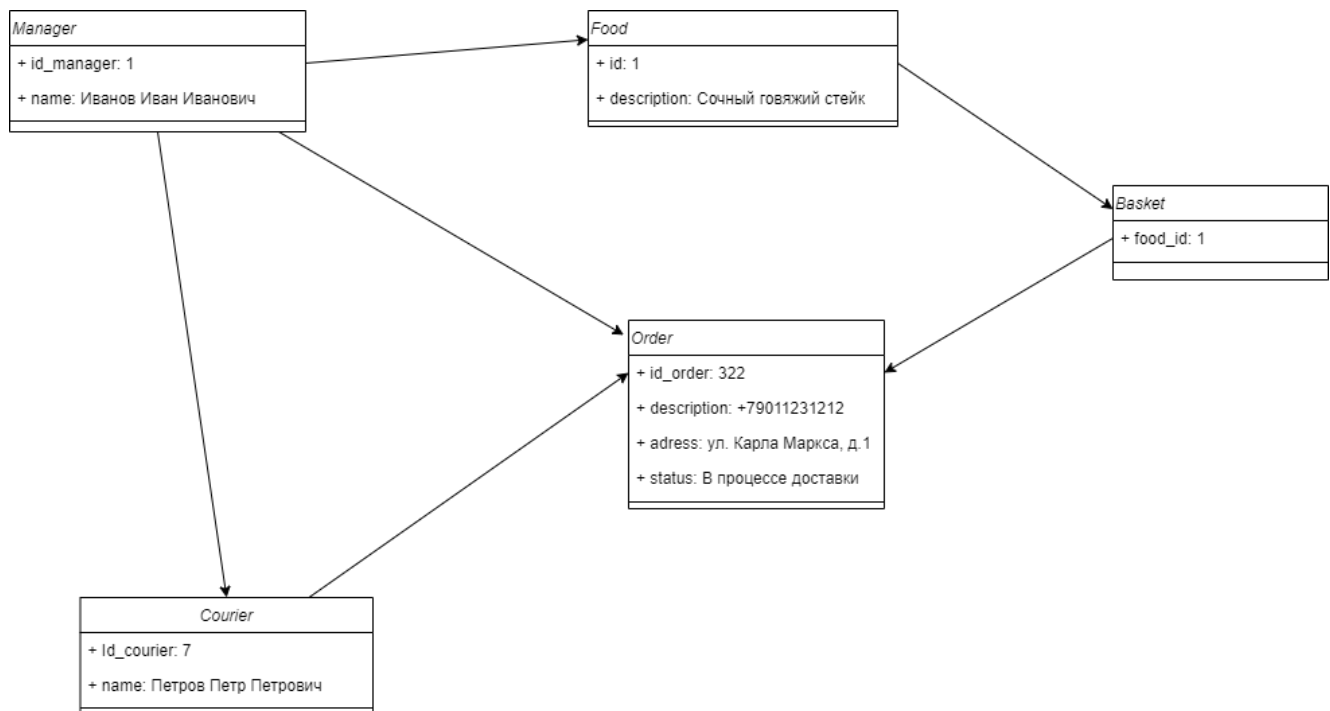 Manager
+ id_manager: 1
+ name: Иванов Иван Иванович
Food
+ id: 1
+ description: Сочный говяжий стейк
Basket
+ food_id: 1
Order
+ id_order: 322
+ description: +79011231212
+ adress: ул. Карла Маркса, д.1
+ status: В процессе доставки
Courier
+ Id_courier: 7
+ name: Петров Петр Петрович